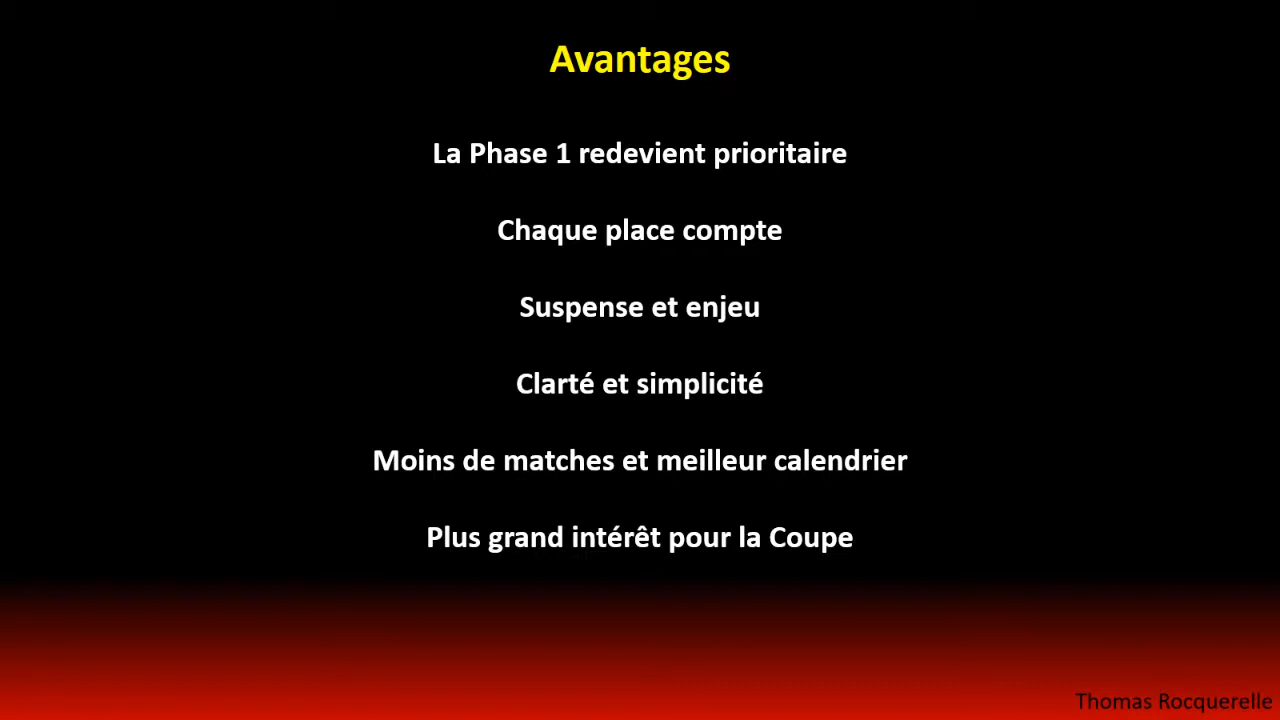 Avantages
La Phase 1 redevient prioritaire
Chaque place compte
Suspense et enjeu
Clarté et simplicité
Moins de matches et meilleur calendrier
Plus grand intérêt pour la Coupe
Thomas Rocquerelle